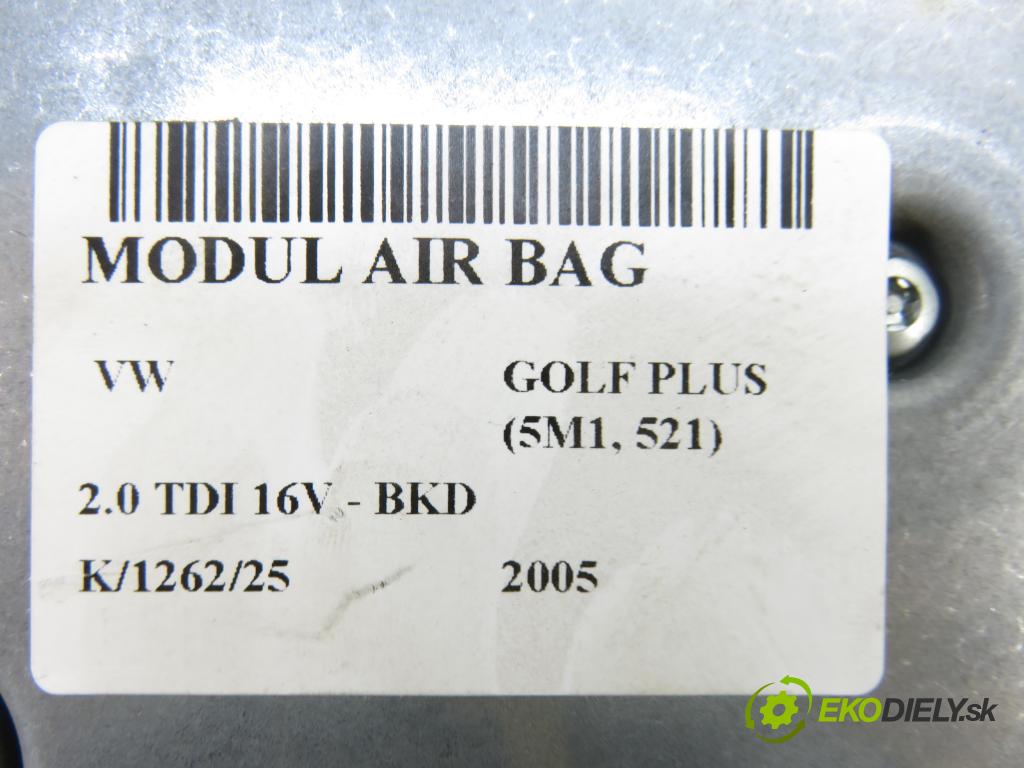 MODUL AIR BAG
VW GOLF PLUS
(5M1, 521)
2.0 TDI 16V - BKD
K/1262/25 2005
EKODIELY.sk